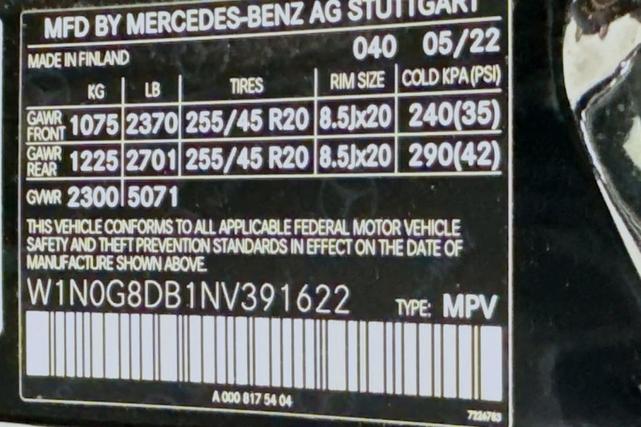 MFD BY MERCEDES-BENZ AG STUTTGART
MADE IN FINLAND 040 05/22
KG LB TIRES RIM SIZE COLD KPA (PSI)
GAWR FRONT 1075 2370 255/45 R20 8.5Jx20 240(35)
GAWR REAR 1225 2701 255/45 R20 8.5Jx20 290(42)
GVWR 2300 5071
THIS VEHICLE CONFORMS TO ALL APPLICABLE FEDERAL MOTOR VEHICLE
SAFETY AND THEFT PREVENTION STANDARDS IN EFFECT ON THE DATE OF
MANUFACTURE SHOWN ABOVE.
W1N0G8DB1NV391622 TYPE: MPV
A 000 817 54 04
7224783